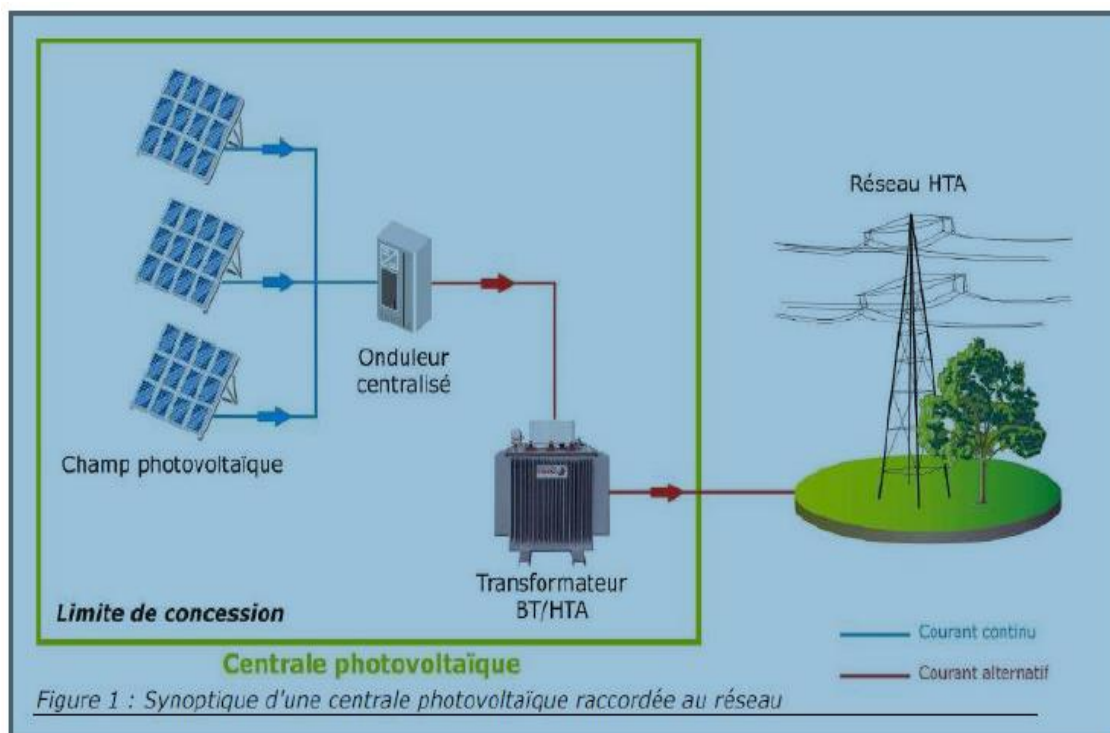 Réseau HTA
Onduleur
centralisé
Champ photovoltaïque
Transformateur
BT/HTA
Limite de concession
Courant continu
Centrale photovoltaïque
Courant alternatif
Figure 1 : Synoptique d'une centrale photovoltaïque raccordée au réseau